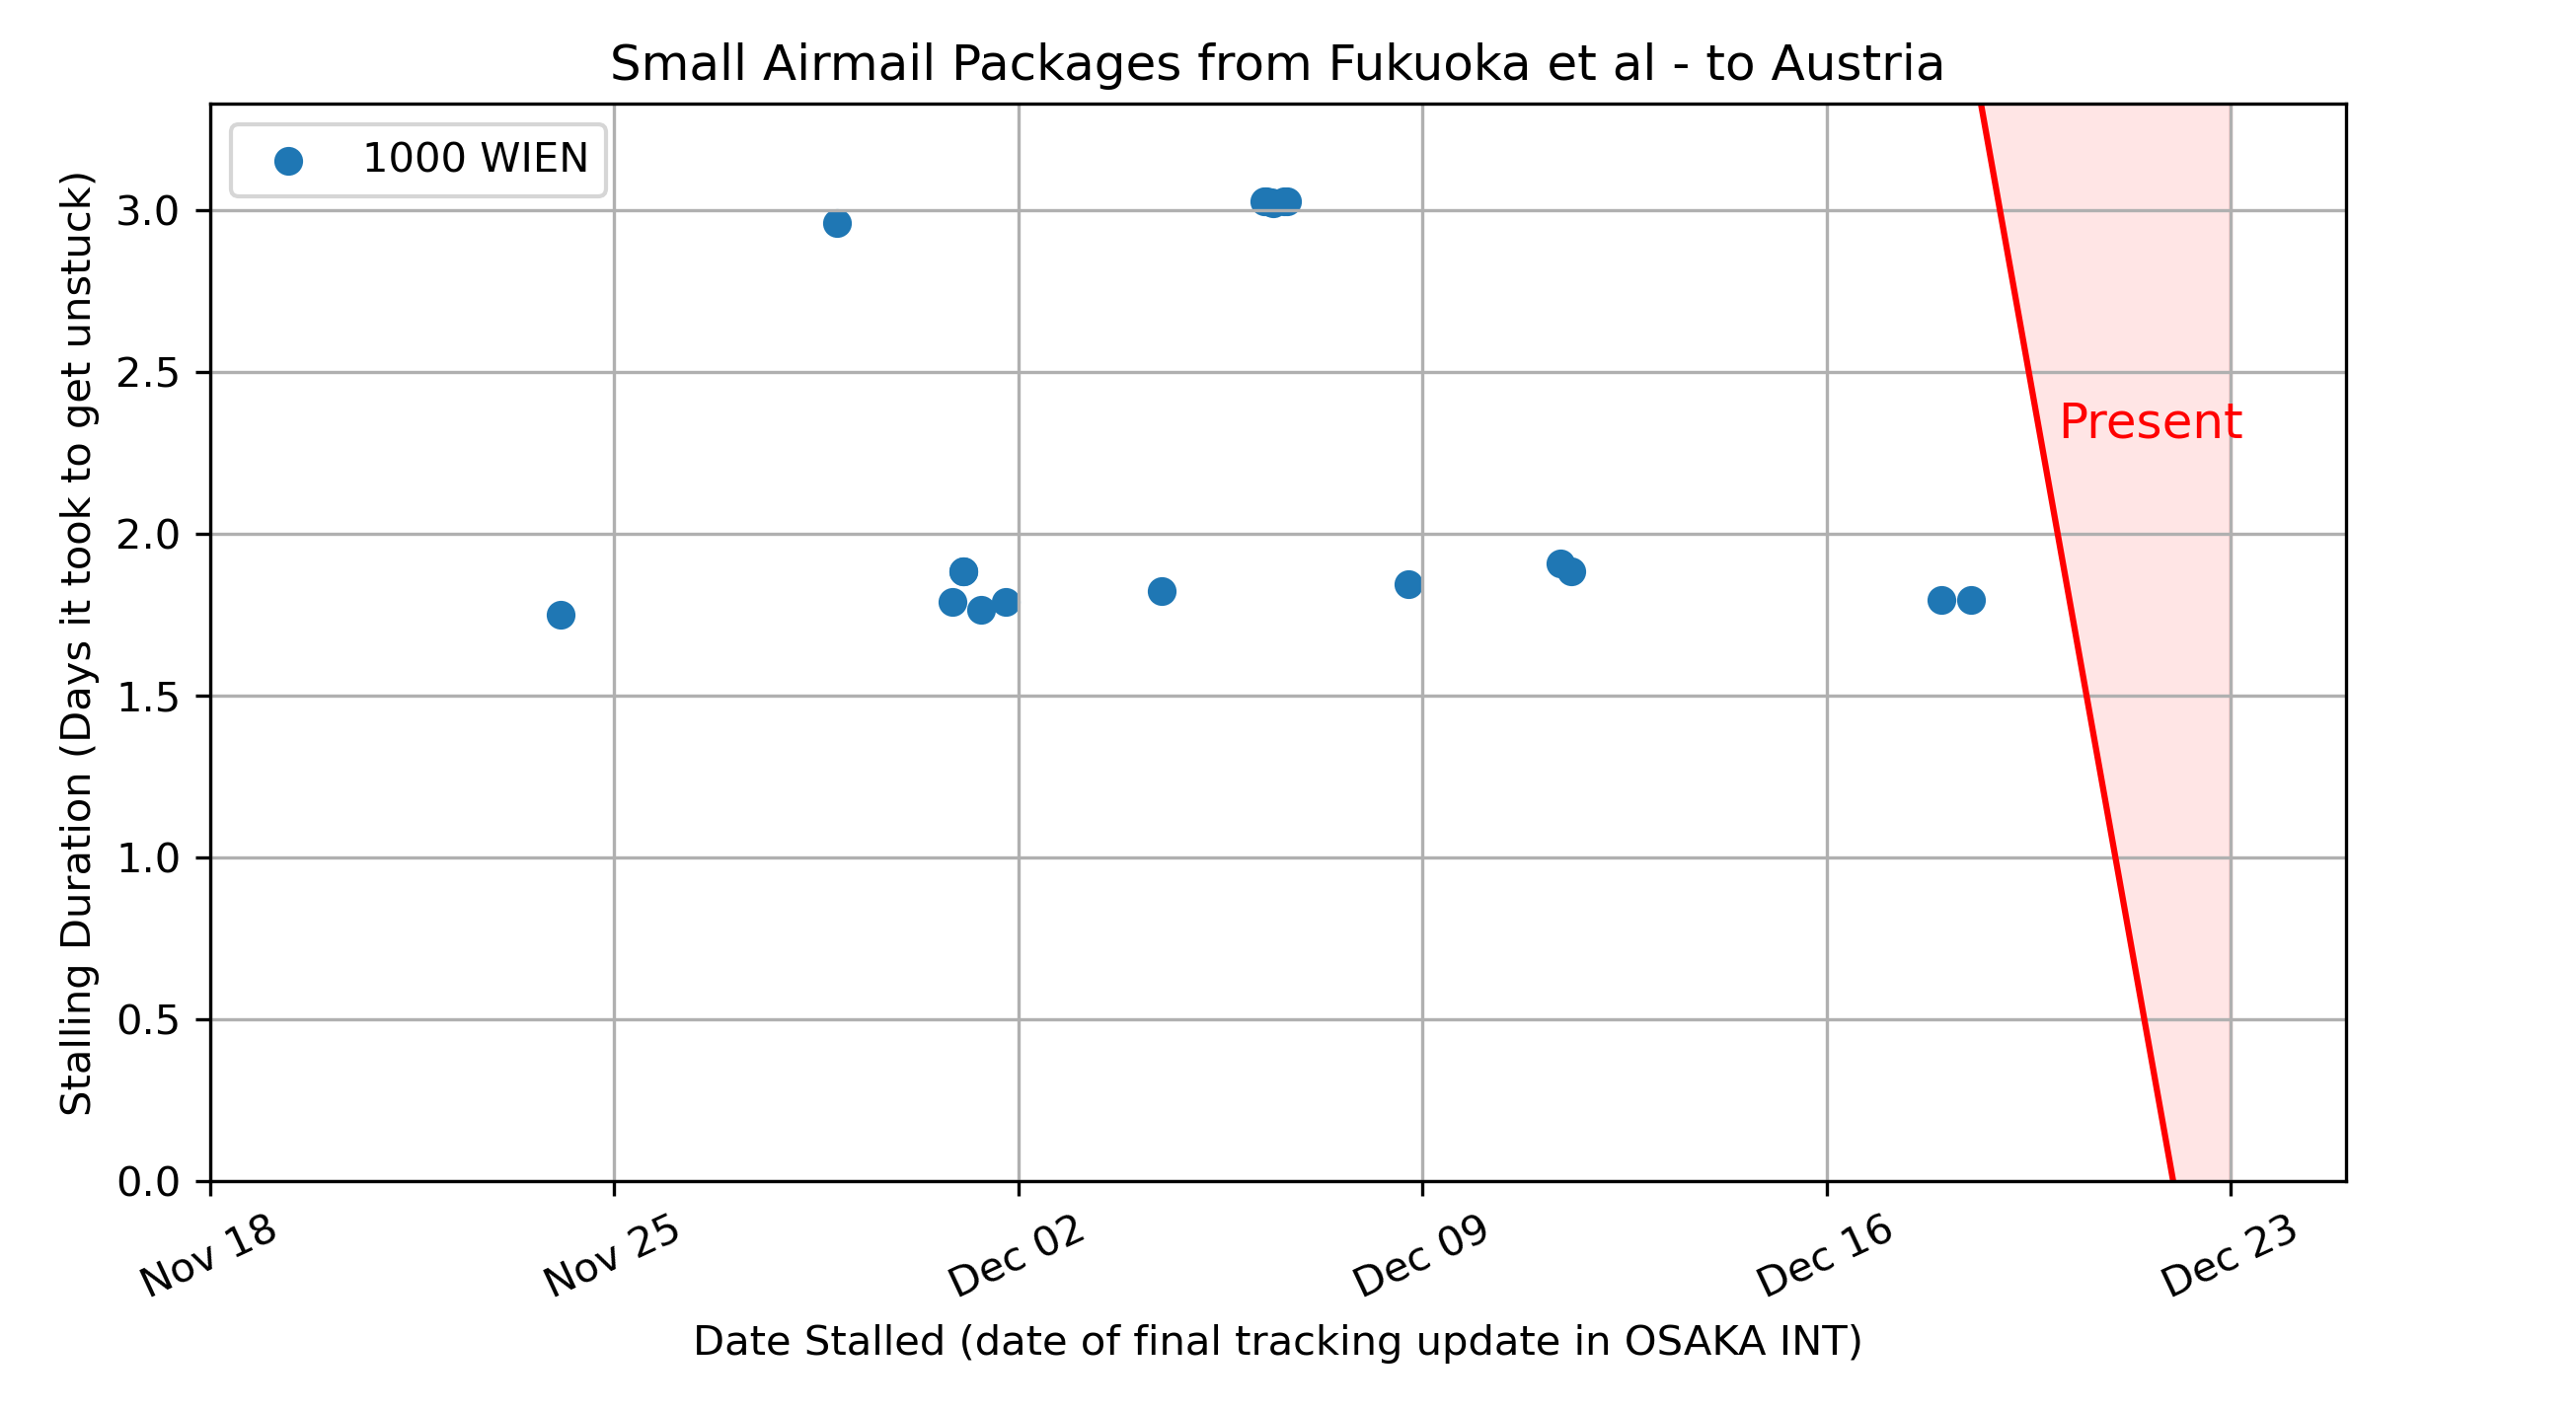 Small Airmail Packages from Fukuoka et al - to Austria
1000 WIEN
Stalling Duration (Days it took to get unstuck)
3.0
2.5
2.0
1.5
1.0
0.5
0.0
Present
Nov 18
Nov 25
Dec 02
Dec 09
Dec 16
Dec 23
Date Stalled (date of final tracking update in OSAKA INT)